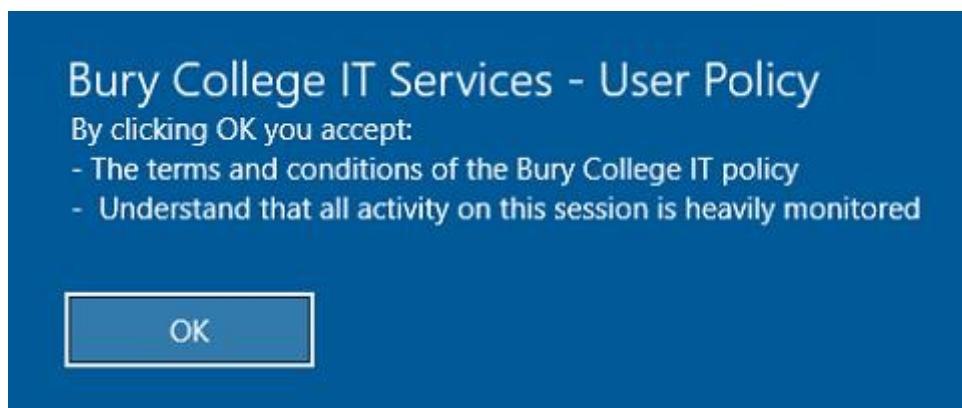 Bury College IT Services - User Policy
By clicking OK you accept:
- The terms and conditions of the Bury College IT policy
- Understand that all activity on this session is heavily monitored
OK